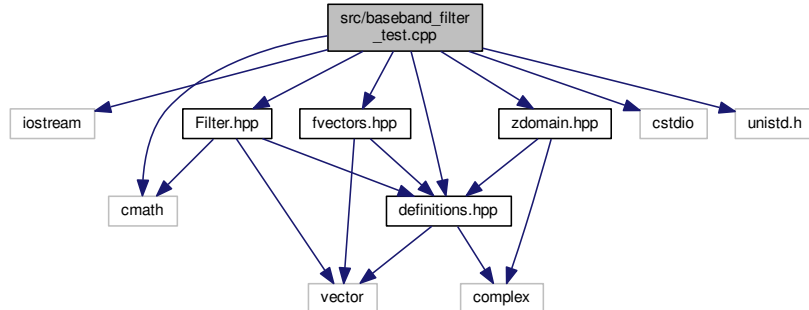 src/baseband_filter
_test.cpp
iostream
Filter.hpp
fvectors.hpp
zdomain.hpp
cstdio
unistd.h
cmath
definitions.hpp
vector
complex